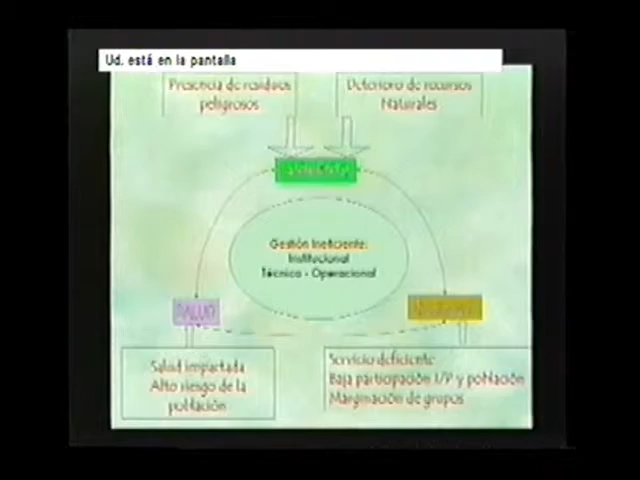 Ud. está en la pantalla
Presencia de residuos
peligrosos
Deterioro de recursos
Naturales
Gestión Ineficiente:
Institucional
Técnico - Operacional
SALUD
Salud impactada
Alto riesgo de la
población
Servicio deficiente
Baja participación I/P y población
Marginación de grupos